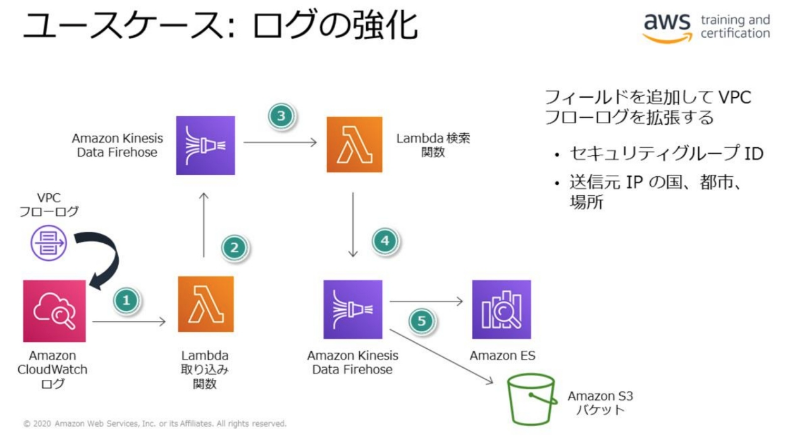 ユースケース: ログの強化
aws training and
certification
フィールドを追加して VPC
フローログを拡張する
• セキュリティグループ ID
• 送信元 IP の国、都市、
場所
3
Amazon Kinesis
Data Firehose
Lambda 検索
関数
VPC
フローログ
2
4
1
5
Amazon
CloudWatch
ログ
Lambda
取り込み
関数
Amazon Kinesis
Data Firehose
Amazon ES
Amazon S3
バケット
© 2020 Amazon Web Services, Inc. or its Affiliates. All rights reserved.